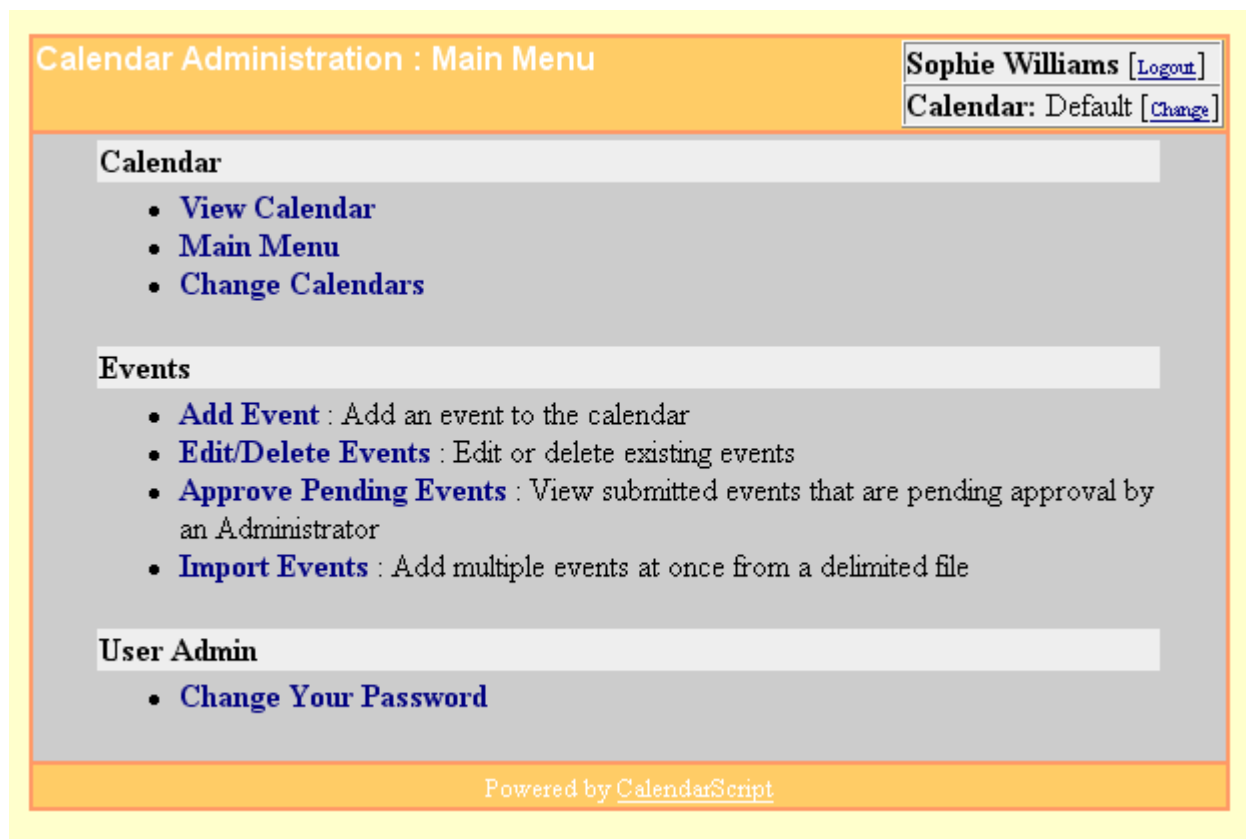 Calendar Administration : Main Menu
Sophie Williams [Logout]
Calendar: Default [Change]
Calendar
• View Calendar
• Main Menu
• Change Calendars
Events
• Add Event : Add an event to the calendar
• Edit/Delete Events : Edit or delete existing events
• Approve Pending Events : View submitted events that are pending approval by
an Administrator
• Import Events : Add multiple events at once from a delimited file
User Admin
• Change Your Password
Powered by CalendarScript